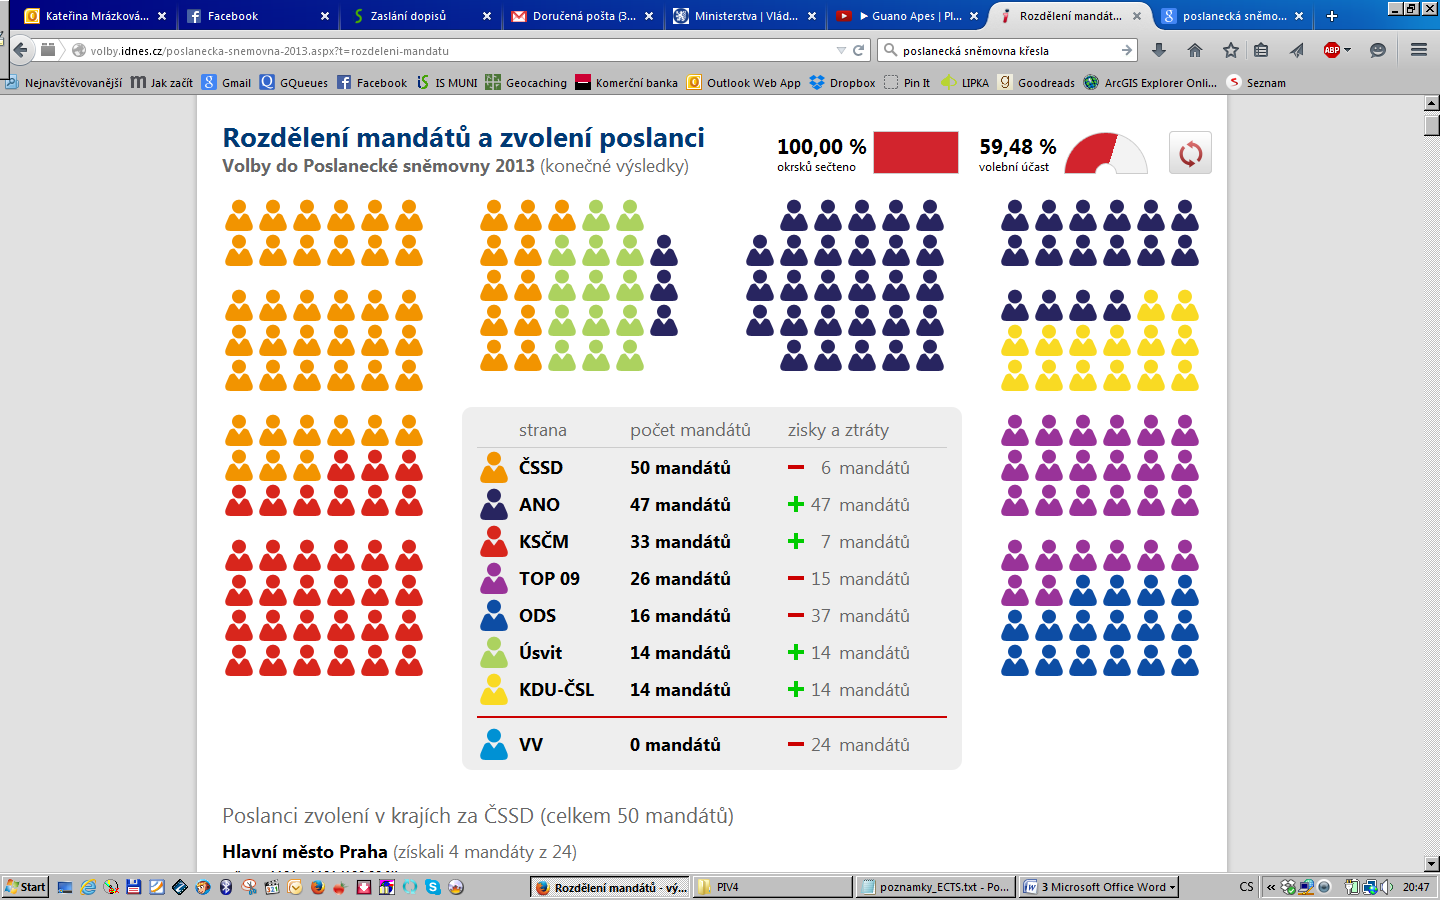 Kateřina Mrázková...
Facebook
Zaslání dopisů
Doručená pošta (3...
Ministerstva | Vlád...
► Guano Apes | Pl...
Rozdělení mandát...
poslanecká sněmo...
volby.idnes.cz/poslanecka-snemovna-2013.aspx?t=rozdeleni-mandatu
poslanecká sněmovna křesla
ABP
Nejnavštěvovanější
Jak začít
Gmail
GQueues
Facebook
IS MUNI
Geocaching
Komerční banka
Outlook Web App
Dropbox
Pin It
LIPKA
Goodreads
ArcGIS Explorer Onli...
Seznam
Rozdělení mandátů a zvolení poslanci
Volby do Poslanecké sněmovny 2013 (konečné výsledky)
100,00 %
okrsků sečteno
59,48 %
volební účast
strana počet mandátů zisky a ztráty
ČSSD 50 mandátů − 6 mandátů
ANO 47 mandátů + 47 mandátů
KSČM 33 mandátů + 7 mandátů
TOP 09 26 mandátů − 15 mandátů
ODS 16 mandátů − 37 mandátů
Úsvit 14 mandátů + 14 mandátů
KDU-ČSL 14 mandátů + 14 mandátů
VV 0 mandátů − 24 mandátů
Poslanci zvolení v krajích za ČSSD (celkem 50 mandátů)
Hlavní město Praha (získali 4 mandáty z 24)
Start
Rozdělení mandátů - vý...
PIV4
poznamky_ECTS.txt - Po...
3 Microsoft Office Word
CS
20:47